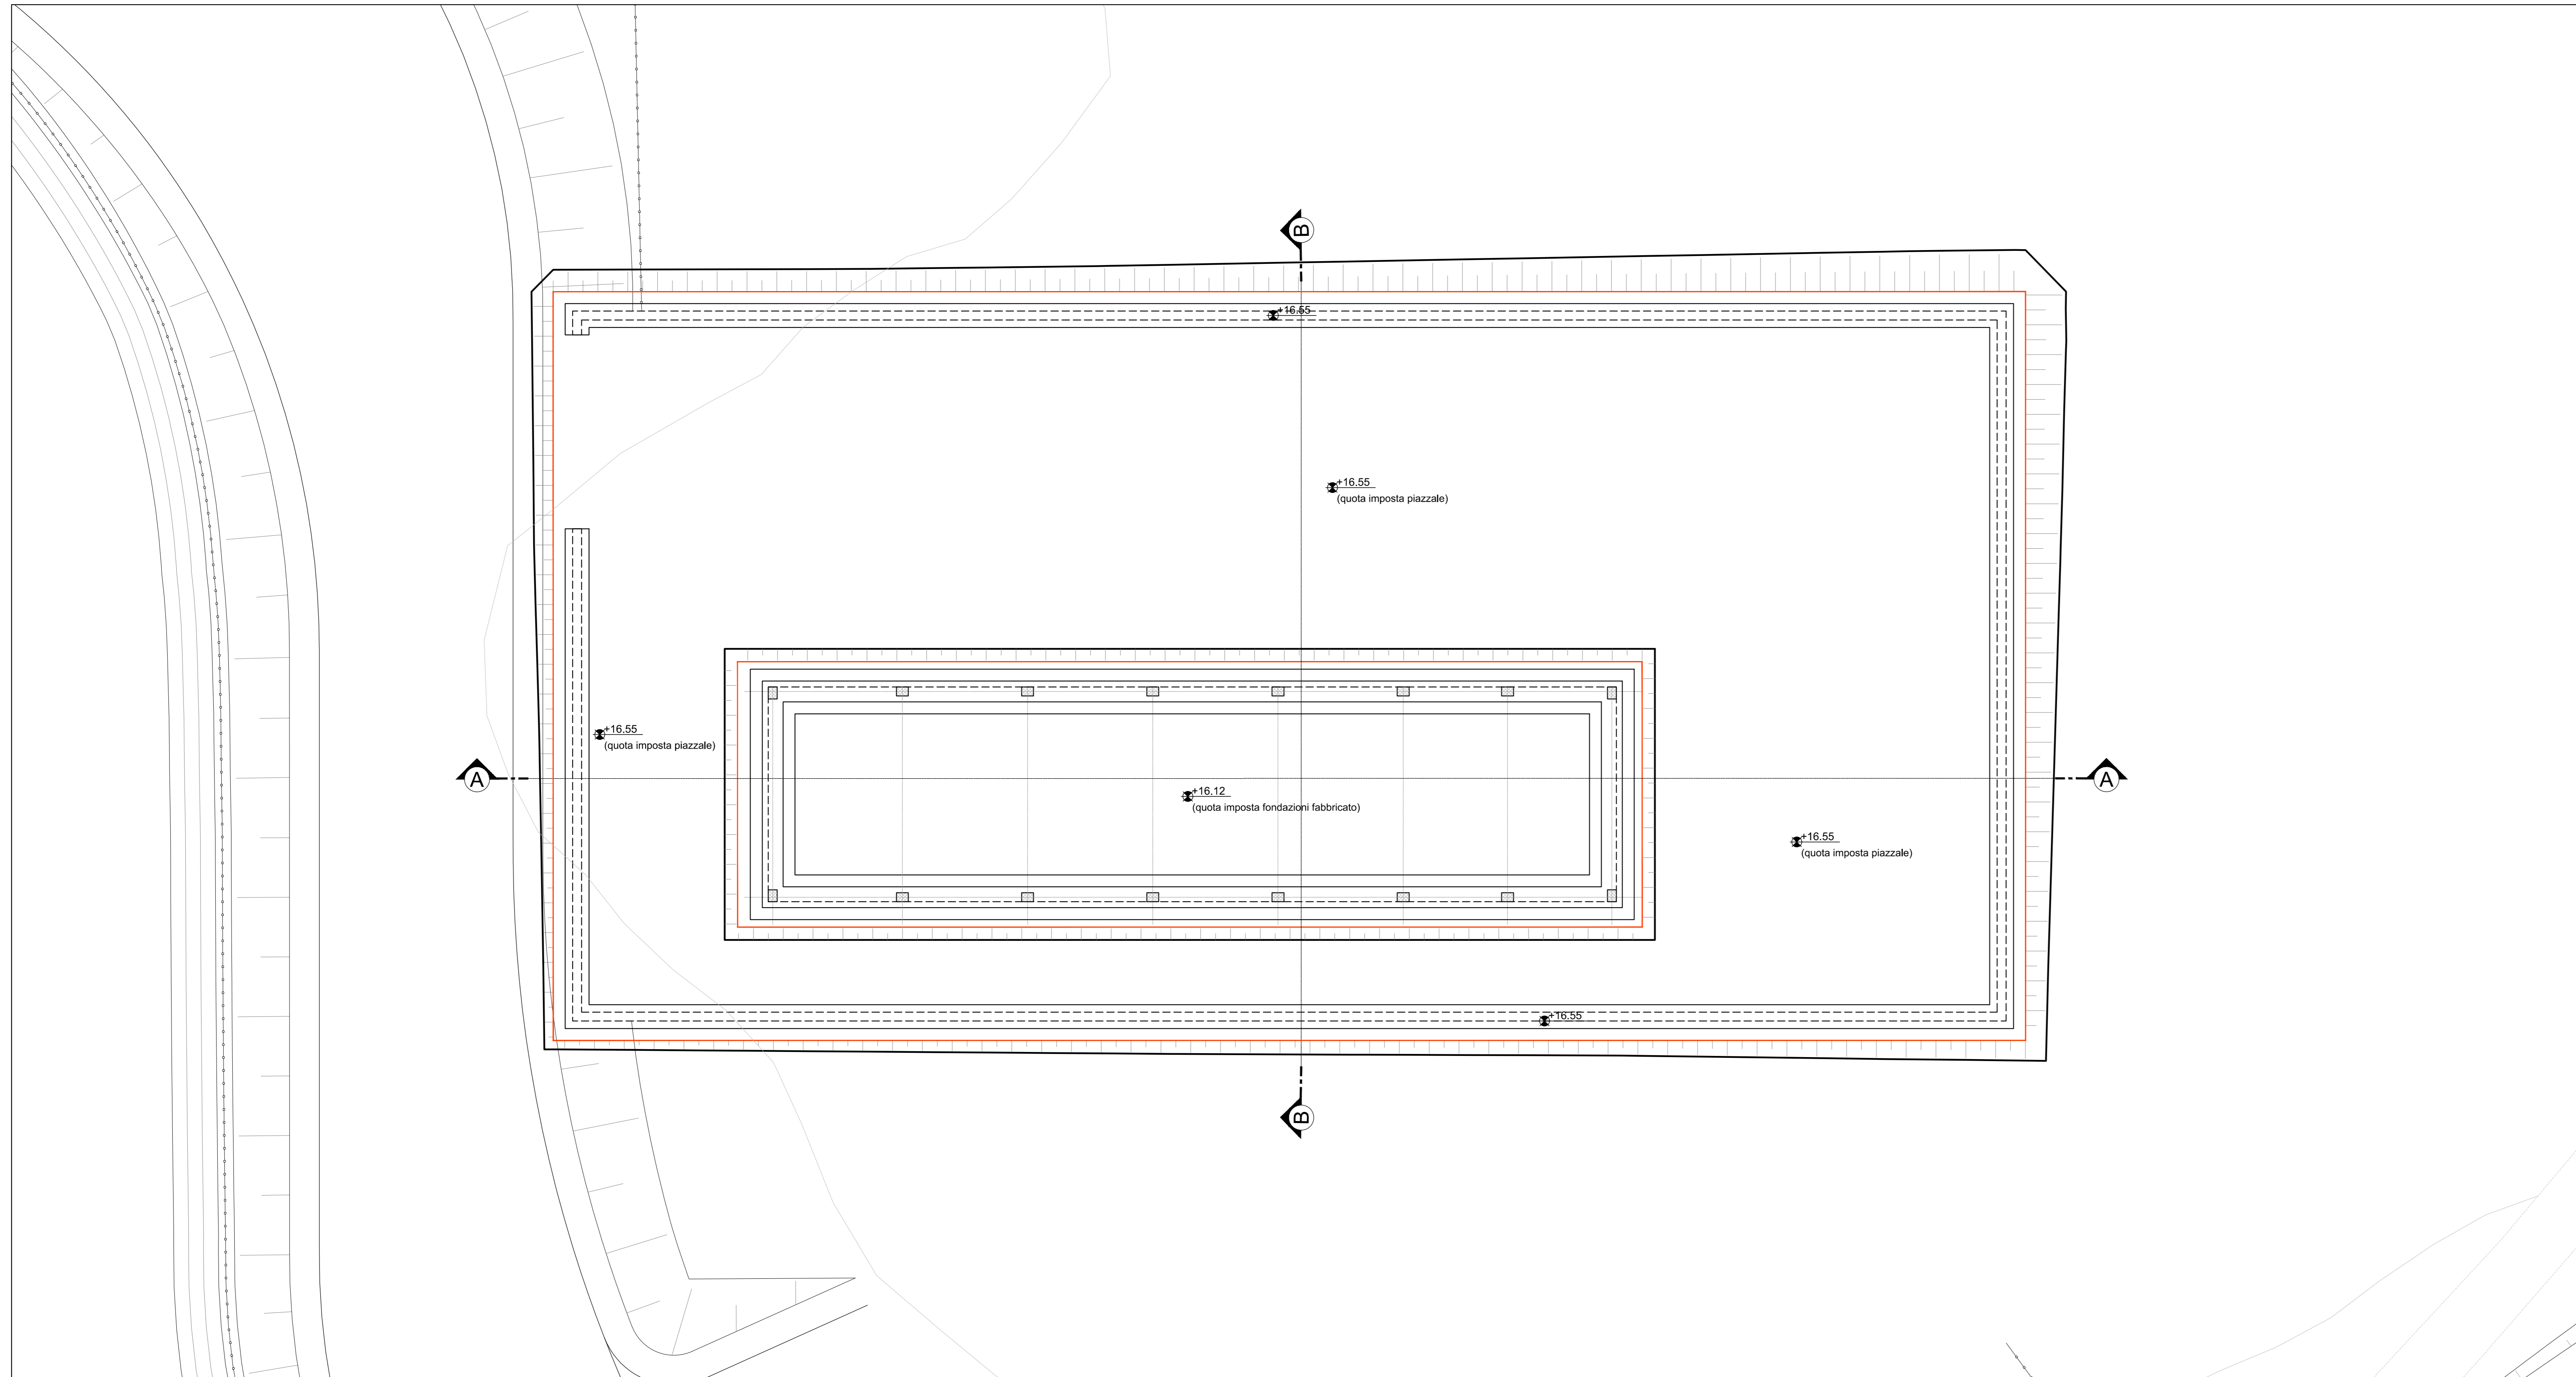 B
+16.55
+16.55
(quota imposta piazzale)
+16.55
(quota imposta piazzale)
A
A
+16.12
(quota imposta fondazioni fabbricato)
+16.55
(quota imposta piazzale)
+16.55
B